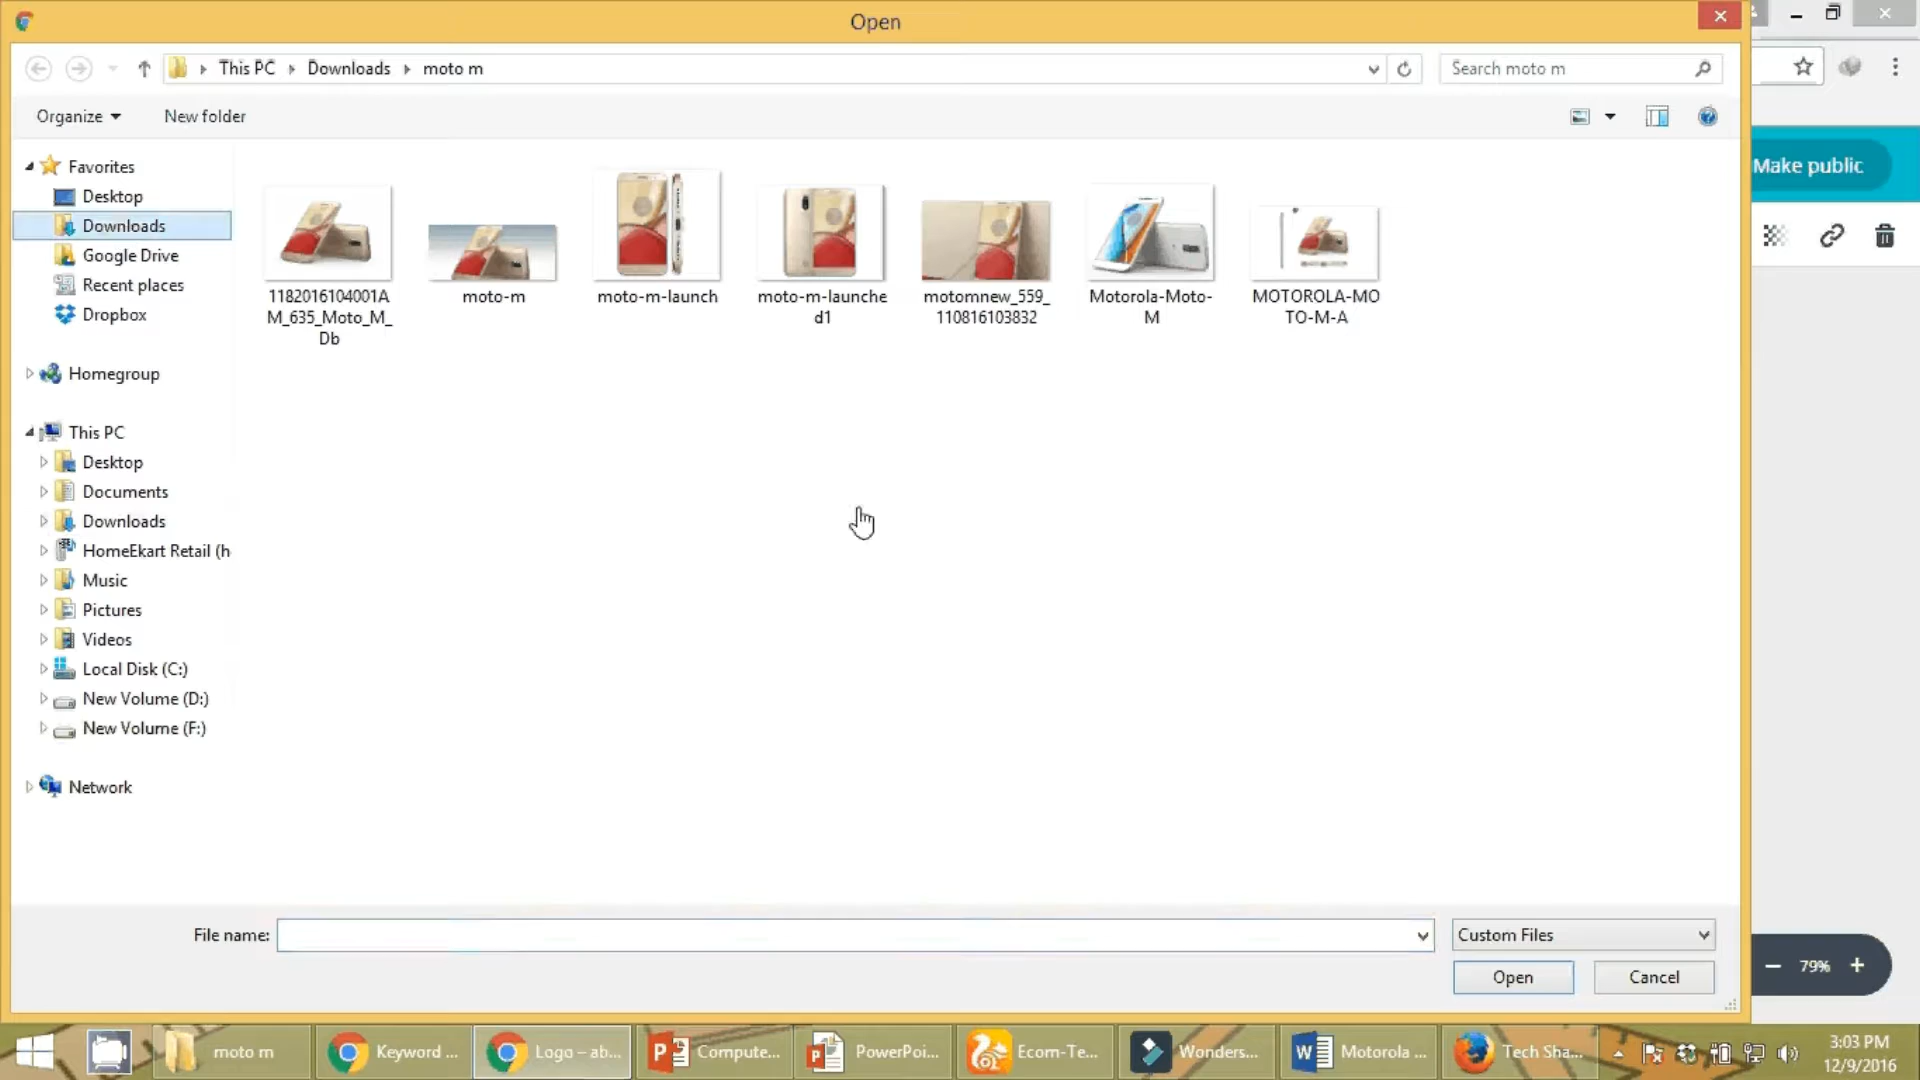 Open
This PC
Downloads
moto m
Search moto m
Organize
New folder
Make public
Favorites
Desktop
Downloads
Google Drive
Recent places
Dropbox
Homegroup
This PC
Desktop
Documents
Downloads
HomeEkart Retail (h
Music
Pictures
Videos
Local Disk (C:)
New Volume (D:)
New Volume (F:)
Network
1182016104001A
M_635_Moto_M_
Db
moto-m
moto-m-launch
moto-m-launche
d1
motomnew_559_
110816103832
Motorola-Moto-
M
MOTOROLA-MO
TO-M-A
File name:
Custom Files
Open
Cancel
79%
moto m
Keyword ...
Logo – ab...
Compute...
PowerPoi...
Ecom-Te...
Wonders...
Motorola ...
Tech Sha...
3:03 PM
12/9/2016